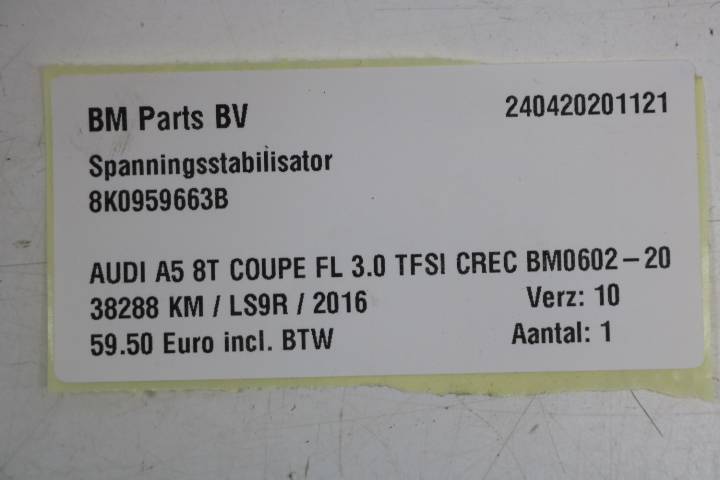 BM Parts BV 240420201121
Spanningsstabilisator
8K0959663B
AUDI A5 8T COUPE FL 3.0 TFSI CREC BM0602-20
38288 KM / LS9R / 2016 Verz: 10
59.50 Euro incl. BTW Aantal: 1